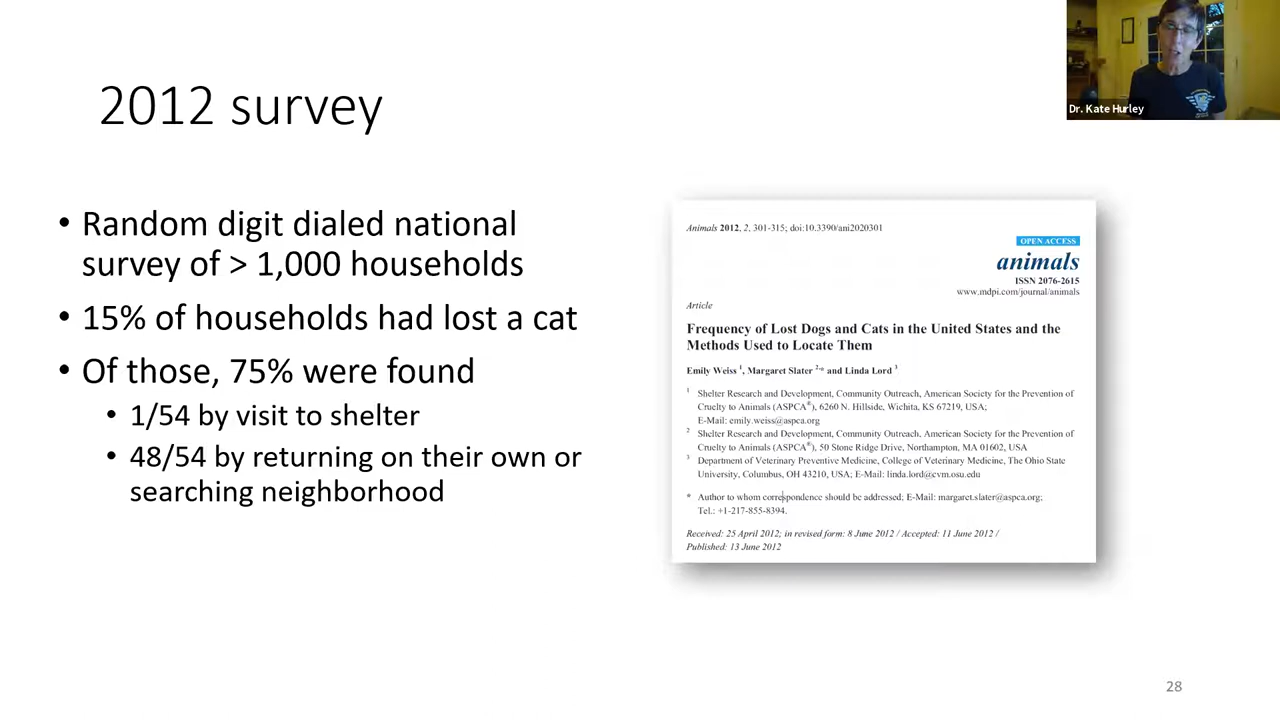 Dr. Kate Hurley
2012 survey
• Random digit dialed national
survey of > 1,000 households
• 15% of households had lost a cat
• Of those, 75% were found
• 1/54 by visit to shelter
• 48/54 by returning on their own or
searching neighborhood
Animals 2012, 2, 301-315; doi:10.3390/ani2020301
OPEN ACCESS
animals
ISSN 2076-2615
www.mdpi.com/journal/animals
Article
Frequency of Lost Dogs and Cats in the United States and the
Methods Used to Locate Them
Emily Weiss 1, Margaret Slater 2,* and Linda Lord 3
1 Shelter Research and Development, Community Outreach, American Society for the Prevention of
Cruelty to Animals (ASPCA®), 6260 N. Hillside, Wichita, KS 67219, USA;
E-Mail: emily.weiss@aspca.org
2 Shelter Research and Development, Community Outreach, American Society for the Prevention of
Cruelty to Animals (ASPCA®), 50 Stone Ridge Drive, Northampton, MA 01602, USA
3 Department of Veterinary Preventive Medicine, College of Veterinary Medicine, The Ohio State
University, Columbus, OH 43210, USA; E-Mail: linda.lord@cvm.osu.edu
* Author to whom correspondence should be addressed; E-Mail: margaret.slater@aspca.org;
Tel.: +1-217-855-8394.
Received: 25 April 2012; in revised form: 8 June 2012 / Accepted: 11 June 2012 /
Published: 13 June 2012
28